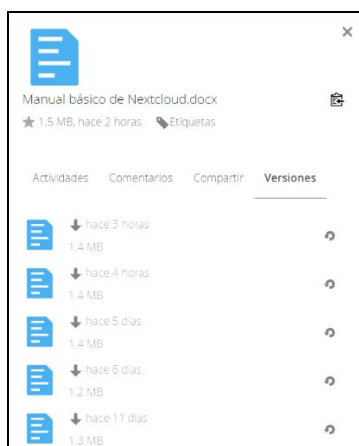 Manual básico de Nextcloud.docx
1.5 MB, hace 2 horas Etiquetas
Actividades Comentarios Compartir Versiones
hace 3 horas
1.4 MB
hace 4 horas
1.4 MB
hace 5 días
1.4 MB
hace 6 días
1.2 MB
hace 11 días
1.3 MB